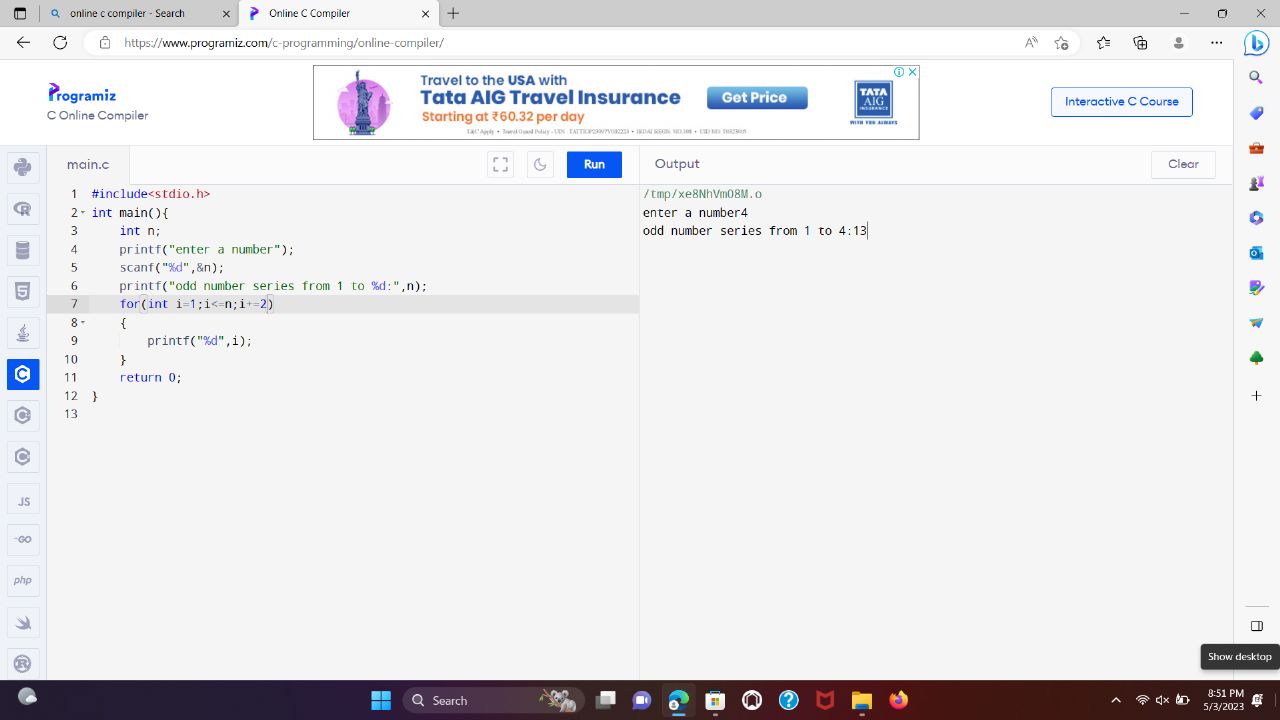 online c compiler - Search
Online C Compiler
https://www.programiz.com/c-programming/online-compiler/
Programiz
C Online Compiler
Travel to the USA with
Tata AIG Travel Insurance
Starting at ₹60.32 per day
Get Price
TATA
AIG
INSURANCE
WITH YOU ALWAYS
Interactive C Course
main.c
Run
Output
Clear
1 #include<stdio.h>
2 int main(){
3 int n;
4 printf("enter a number");
5 scanf("%d",&n);
6 printf("odd number series from 1 to %d:",n);
7 for(int i=1;i<=n;i+=2)
8 {
9 printf("%d",i);
10 }
11 return 0;
12 }
13
/tmp/xe8NhVmO8M.o
enter a number4
odd number series from 1 to 4:13
JS
GO
php
Show desktop
Search
8:51 PM
5/3/2023